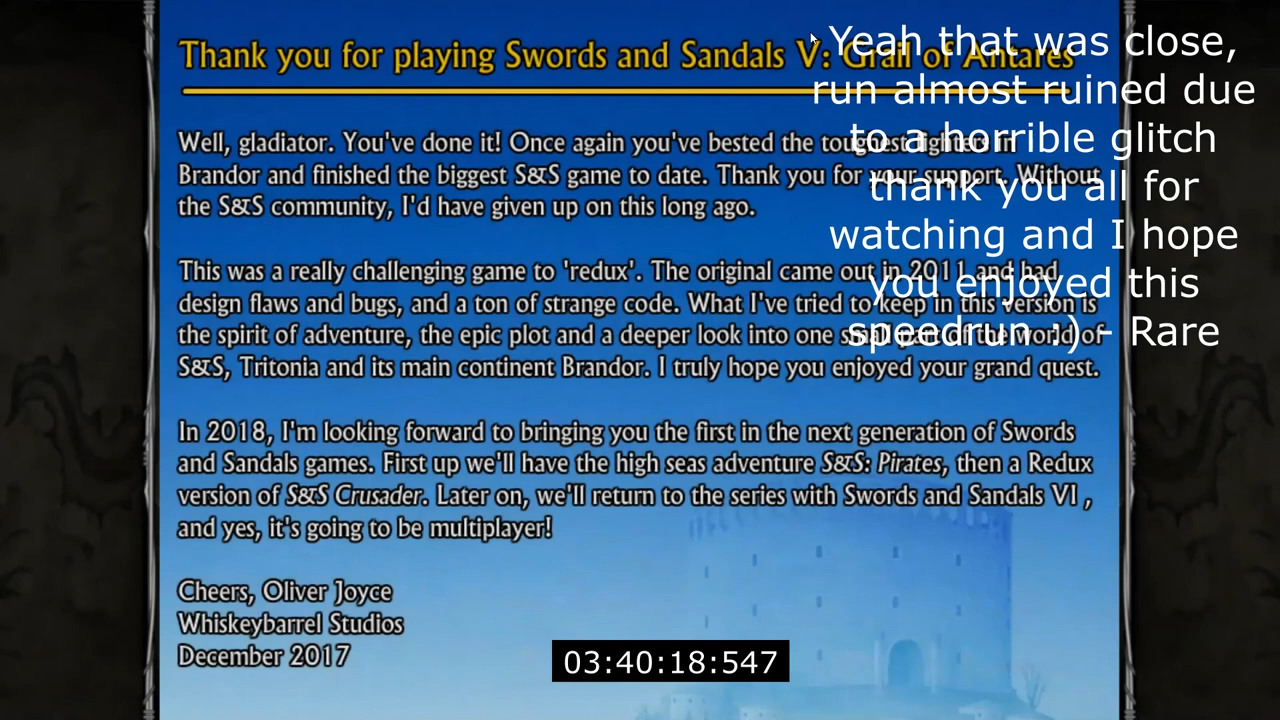 Thank you for playing Swords and Sandals V: Grail of Antares
Well, gladiator. You've done it! Once again you've bested the toughest fighters in
Brandor and finished the biggest S&S game to date. Thank you for your support. Without
the S&S community, I'd have given up on this long ago.
This was a really challenging game to 'redux'. The original came out in 2011 and had
design flaws and bugs, and a ton of strange code. What I've tried to keep in this version is
the spirit of adventure, the epic plot and a deeper look into one small part of the world of
S&S, Tritonia and its main continent Brandor. I truly hope you enjoyed your grand quest.
In 2018, I'm looking forward to bringing you the first in the next generation of Swords
and Sandals games. First up we'll have the high seas adventure S&S: Pirates, then a Redux
version of S&S Crusader. Later on, we'll return to the series with Swords and Sandals VI ,
and yes, it's going to be multiplayer!
Cheers, Oliver Joyce
Whiskeybarrel Studios
December 2017
Yeah that was close,
run almost ruined due
to a horrible glitch
thank you all for
watching and I hope
you enjoyed this
speedrun :) - Rare
03:40:18:547